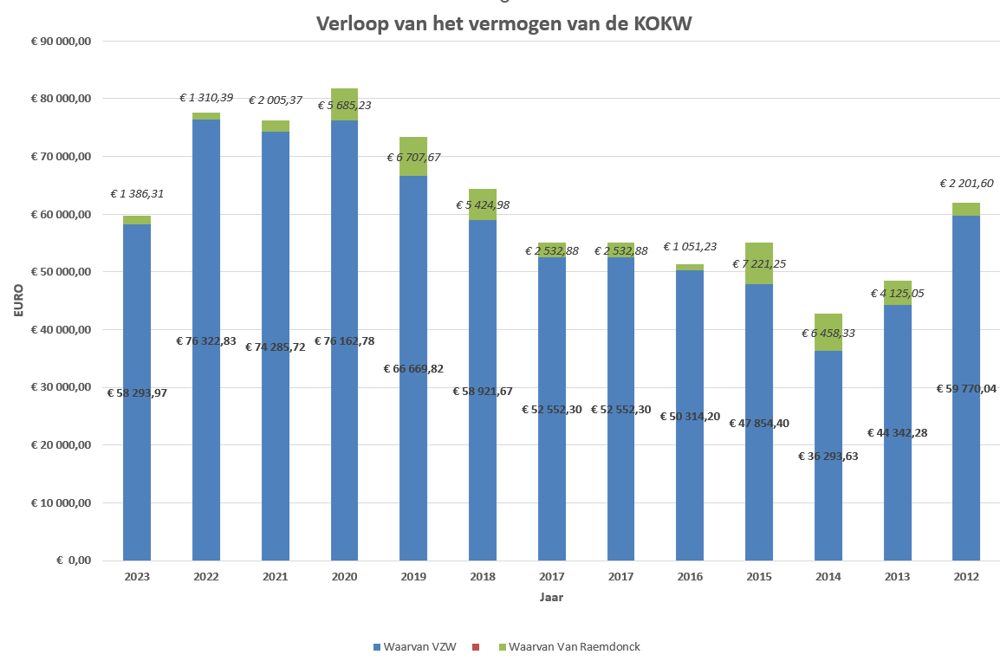 Verloop van het vermogen van de KOKW
€ 90 000,00
€ 80 000,00
€ 70 000,00
€ 60 000,00
€ 50 000,00
€ 40 000,00
€ 30 000,00
€ 20 000,00
€ 10 000,00
€ 0,00
EURO
€ 1 386,31
€ 1 310,39
€ 2 005,37
€ 5 685,23
€ 6 707,67
€ 5 424,98
€ 2 532,88
€ 2 532,88
€ 1 051,23
€ 7 221,25
€ 6 458,33
€ 4 125,05
€ 2 201,60
€ 58 293,97
€ 76 322,83
€ 74 285,72
€ 76 162,78
€ 66 669,82
€ 58 921,67
€ 52 552,30
€ 52 552,30
€ 50 314,20
€ 47 854,40
€ 36 293,63
€ 44 342,28
€ 59 770,04
2023 2022 2021 2020 2019 2018 2017 2017 2016 2015 2014 2013 2012
Jaar
Waarvan VZW Waarvan Van Raemdonck